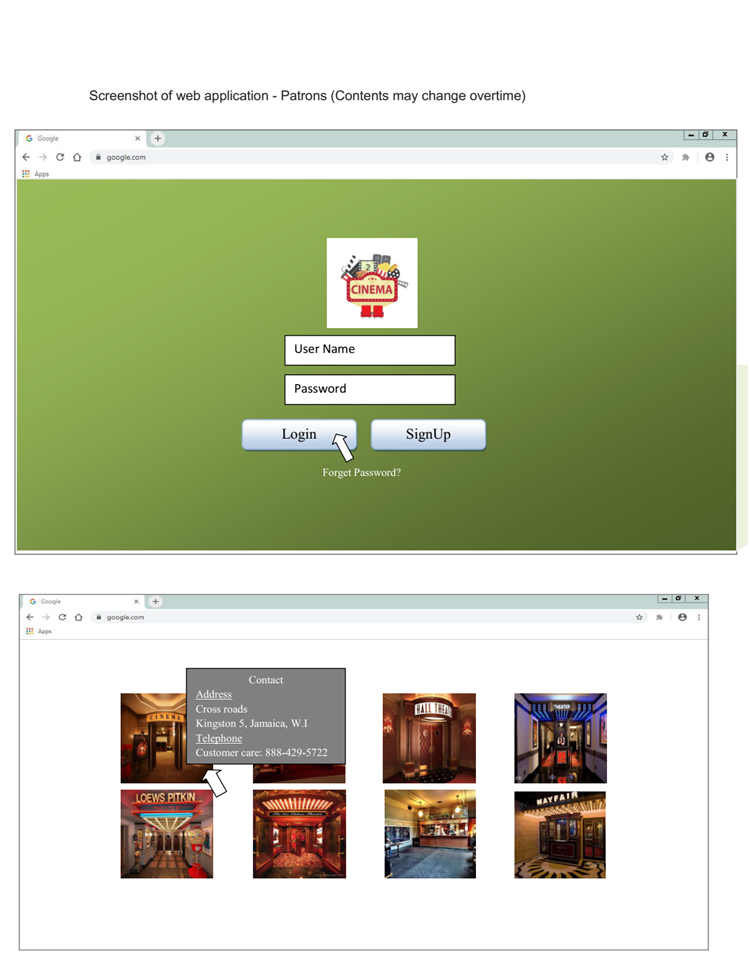 Screenshot of web application - Patrons (Contents may change overtime)
Google
google.com
Apps
CINEMA
User Name
Password
Login
SignUp
Forget Password?
Google
google.com
Apps
Contact
Address
Cross roads
Kingston 5, Jamaica, W.I
Telephone
Customer care: 888-429-5722
CINEMA
THEATER
LOEWS PITKIN
MAYFAIR